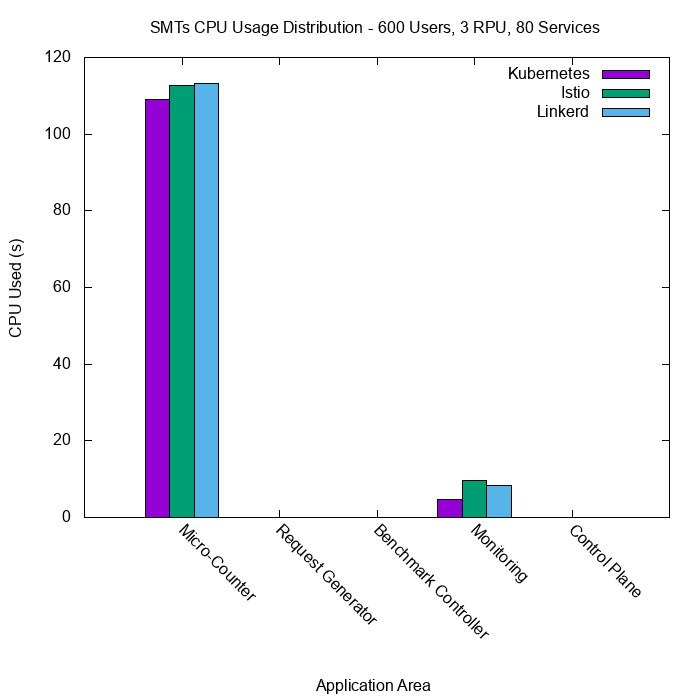 SMTs CPU Usage Distribution - 600 Users, 3 RPU, 80 Services
Kubernetes
Istio
Linkerd
120
100
80
60
40
20
0
CPU Used (s)
Micro-Counter
Request Generator
Benchmark Controller
Monitoring
Control Plane
Application Area